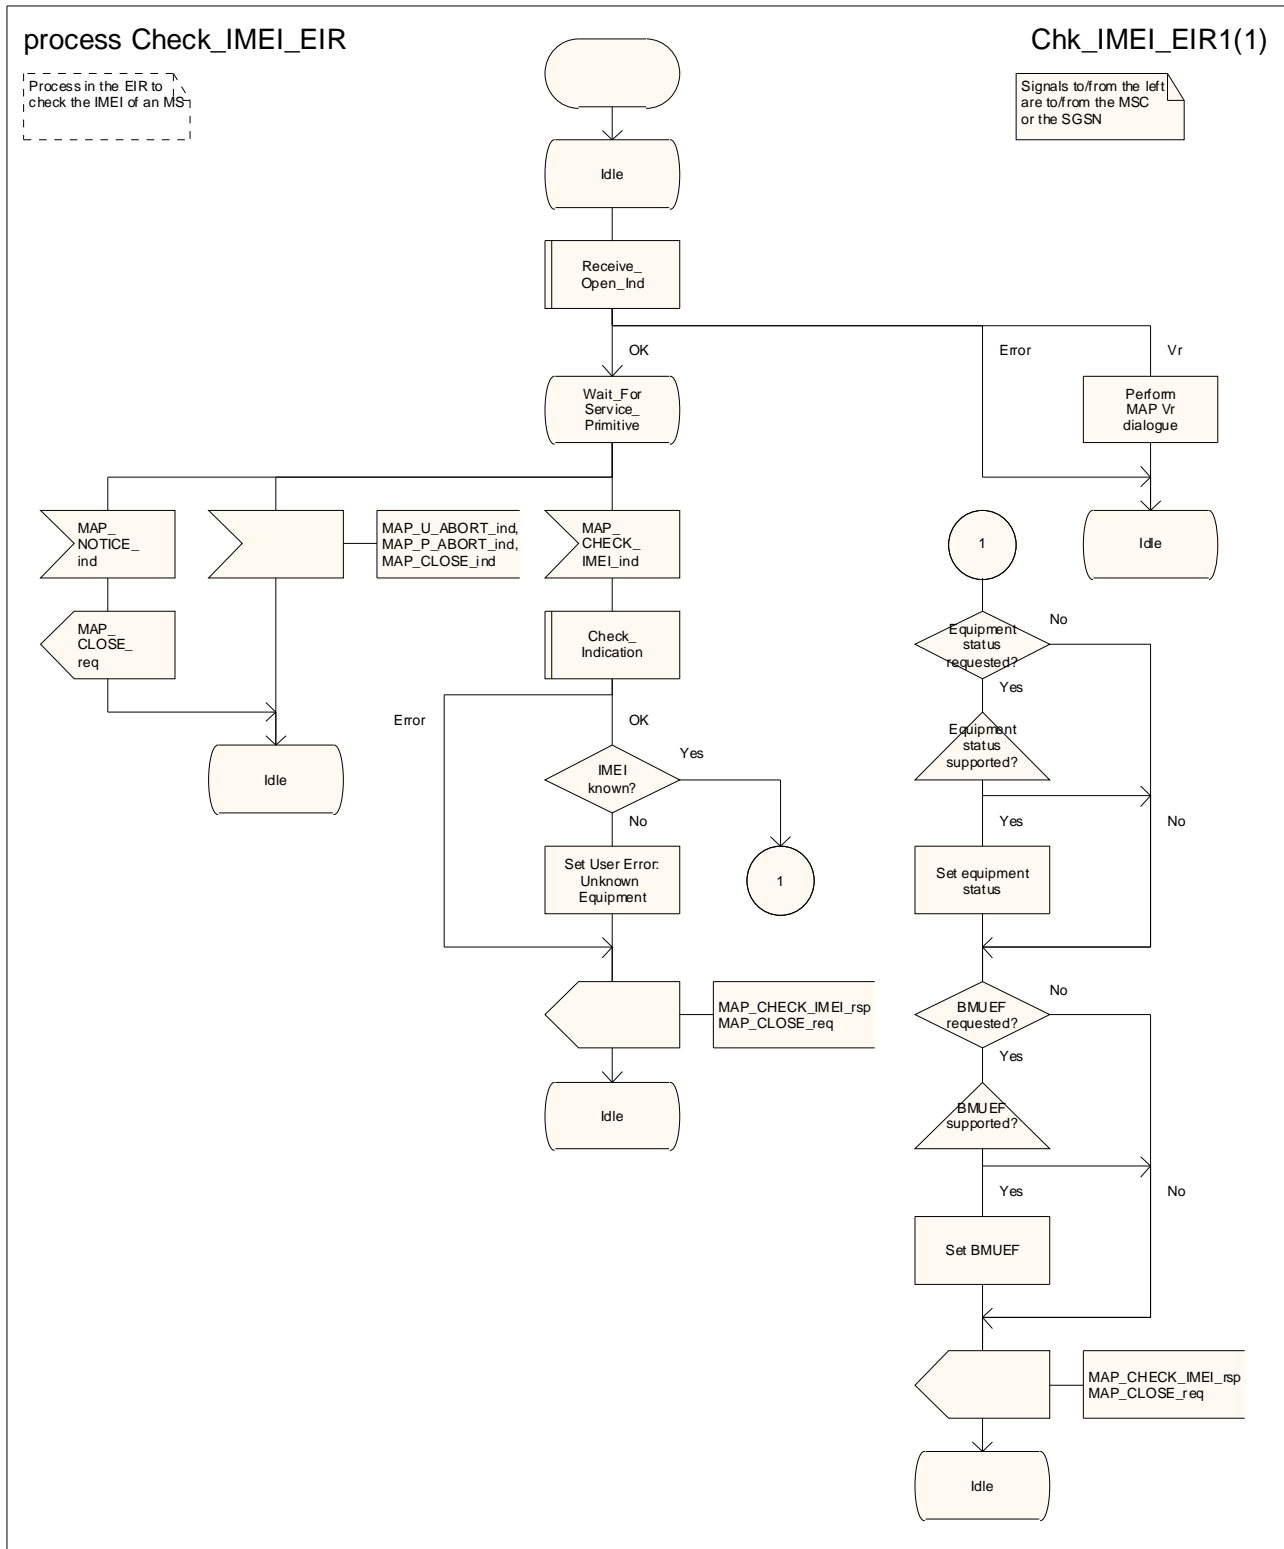 process Check_IMEI_EIR
Chk_IMEI_EIR1(1)
Process in the EIR to
check the IMEI of an MS
Signals to/from the left
are to/from the MSC
or the SGSN
Idle
Receive_
Open_Ind
OK
Error
Vr
Wait_For
Service_
Primitive
Perform
MAP Vr
dialogue
MAP_
NOTICE_
ind
MAP_U_ABORT_ind,
MAP_P_ABORT_ind,
MAP_CLOSE_ind
MAP_
CHECK_
IMEI_ind
1
Idle
MAP_
CLOSE_
req
Check_
Indication
Equipment
status
requested?
No
Yes
Error
OK
Equipment
status
supported?
Idle
IMEI
known?
Yes
No
Yes
No
Set User Error:
Unknown
Equipment
1
Set equipment
status
MAP_CHECK_IMEI_rsp
MAP_CLOSE_req
BMUEF
requested?
No
Yes
Idle
BMUEF
supported?
Yes
No
Set BMUEF
MAP_CHECK_IMEI_rsp
MAP_CLOSE_req
Idle